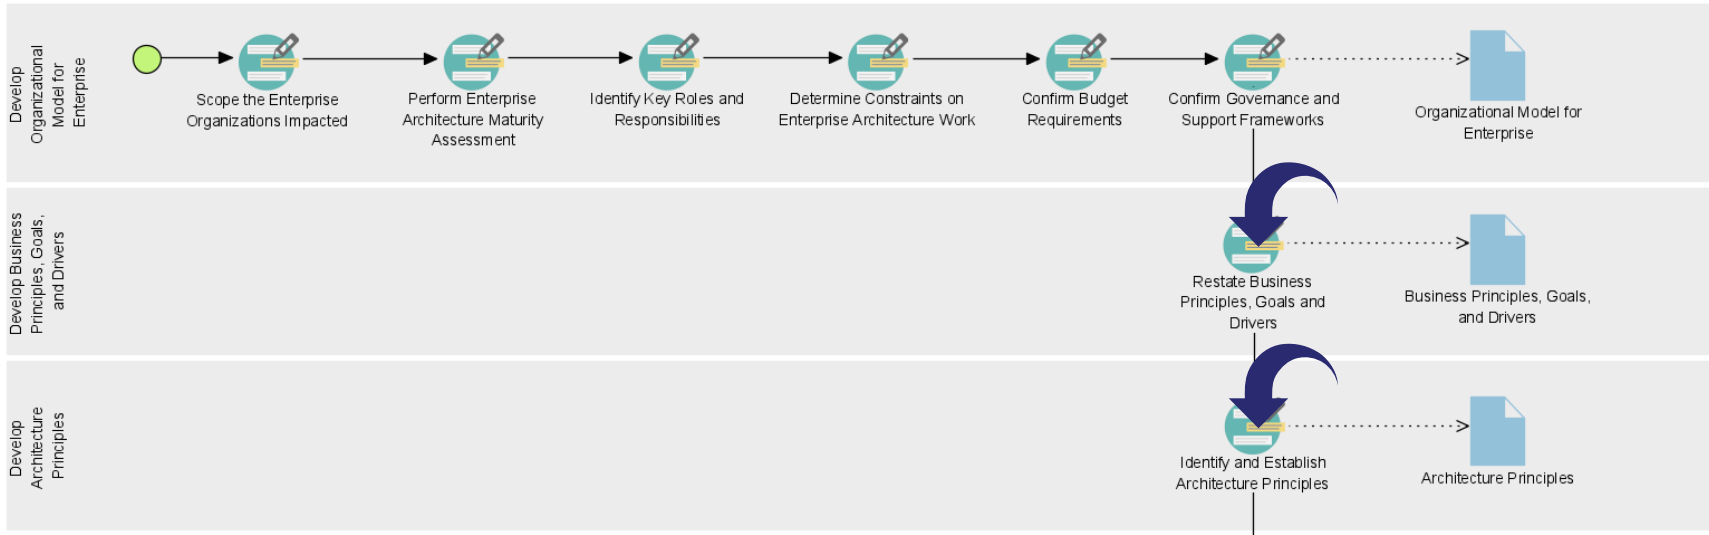 Develop
Organizational
Model for
Enterprise
Scope the Enterprise
Organizations Impacted
Perform Enterprise
Architecture Maturity
Assessment
Identify Key Roles and
Responsibilities
Determine Constraints on
Enterprise Architecture Work
Confirm Budget
Requirements
Confirm Governance and
Support Frameworks
Organizational Model for
Enterprise
Develop Business
Principles, Goals,
and Drivers
Restate Business
Principles, Goals and
Drivers
Business Principles, Goals,
and Drivers
Develop
Architecture
Principles
Identify and Establish
Architecture Principles
Architecture Principles